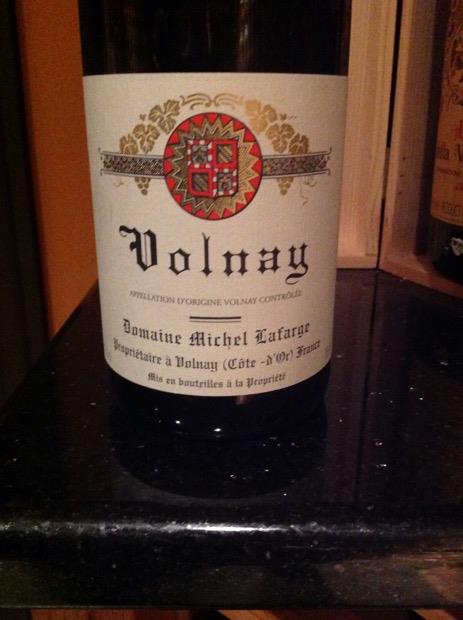 Volnay
APPELLATION D'ORIGINE VOLNAY CONTRÔLÉE
Domaine Michel Lafarge
Propriétaire à Volnay (Côte-d'Or) France
Mis en bouteilles à la Propriété